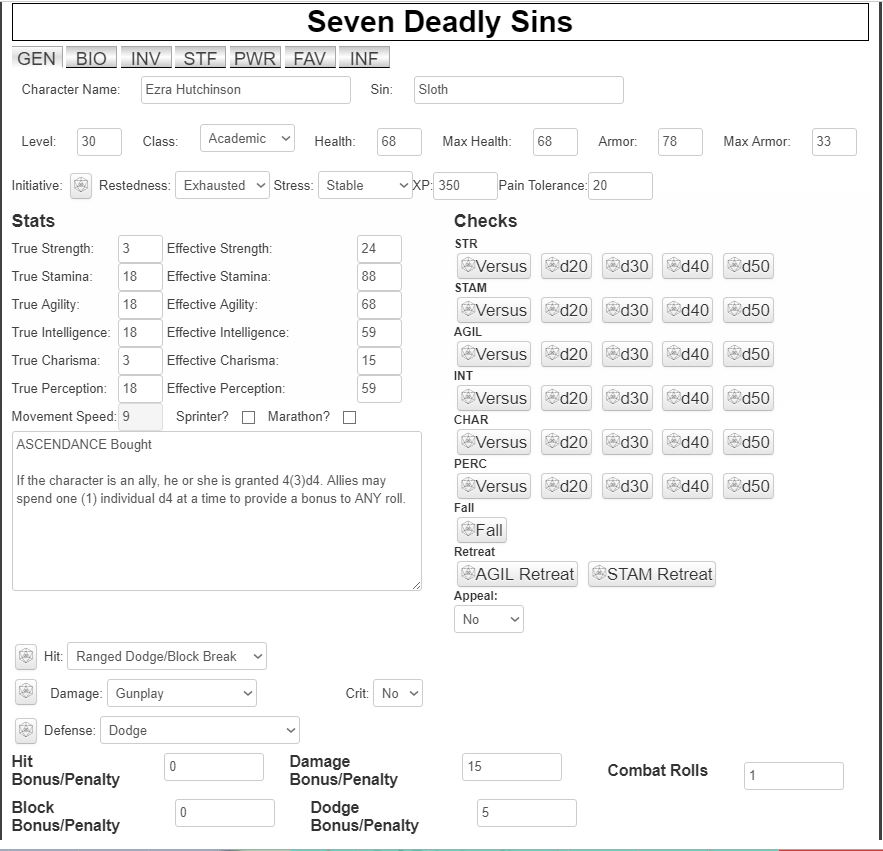 Seven Deadly Sins
GEN BIO INV STF PWR FAV INF
Character Name: Ezra Hutchinson Sin: Sloth
Level: 30 Class: Academic Health: 68 Max Health: 68 Armor: 78 Max Armor: 33
Initiative: Restedness: Exhausted Stress: Stable XP: 350 Pain Tolerance: 20
Stats
True Strength: 3 Effective Strength: 24
True Stamina: 18 Effective Stamina: 88
True Agility: 18 Effective Agility: 68
True Intelligence: 18 Effective Intelligence: 59
True Charisma: 3 Effective Charisma: 15
True Perception: 18 Effective Perception: 59
Movement Speed: 9 Sprinter? Marathon?
ASCENDANCE Bought
If the character is an ally, he or she is granted 4(3)d4. Allies may
spend one (1) individual d4 at a time to provide a bonus to ANY roll.
Checks
STR
Versus d20 d30 d40 d50
STAM
Versus d20 d30 d40 d50
AGIL
Versus d20 d30 d40 d50
INT
Versus d20 d30 d40 d50
CHAR
Versus d20 d30 d40 d50
PERC
Versus d20 d30 d40 d50
Fall
Fall
Retreat
AGIL Retreat STAM Retreat
Appeal:
No
Hit: Ranged Dodge/Block Break
Damage: Gunplay Crit: No
Defense: Dodge
Hit
Bonus/Penalty 0
Damage
Bonus/Penalty 15
Combat Rolls 1
Block
Bonus/Penalty 0
Dodge
Bonus/Penalty 5